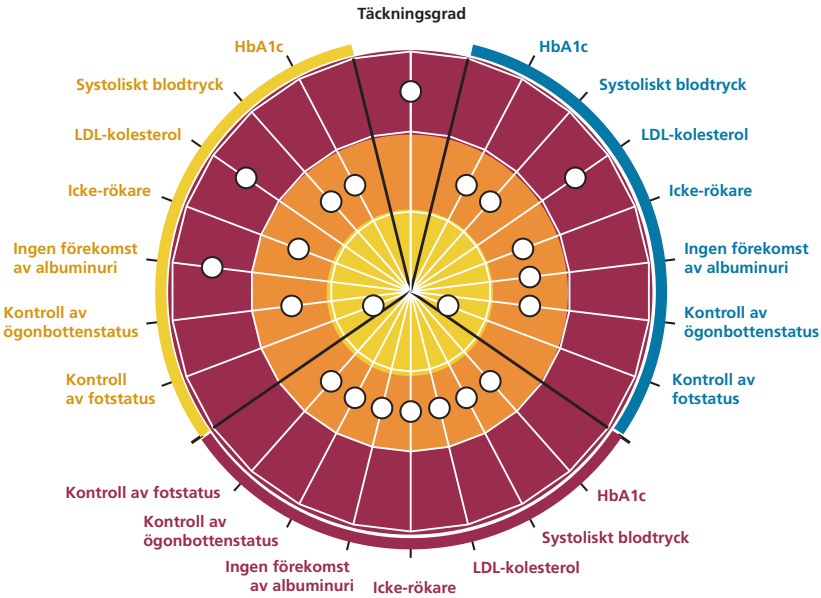 Täckningsgrad
HbA1c
Systoliskt blodtryck
LDL-kolesterol
Icke-rökare
Ingen förekomst
av albuminuri
Kontroll av
ögonbottenstatus
Kontroll
av fotstatus
HbA1c
Systoliskt blodtryck
LDL-kolesterol
Icke-rökare
Ingen förekomst
av albuminuri
Kontroll av
ögonbottenstatus
Kontroll av
fotstatus
Kontroll av fotstatus
Kontroll av
ögonbottenstatus
Ingen förekomst
av albuminuri
Icke-rökare
LDL-kolesterol
Systoliskt blodtryck
HbA1c